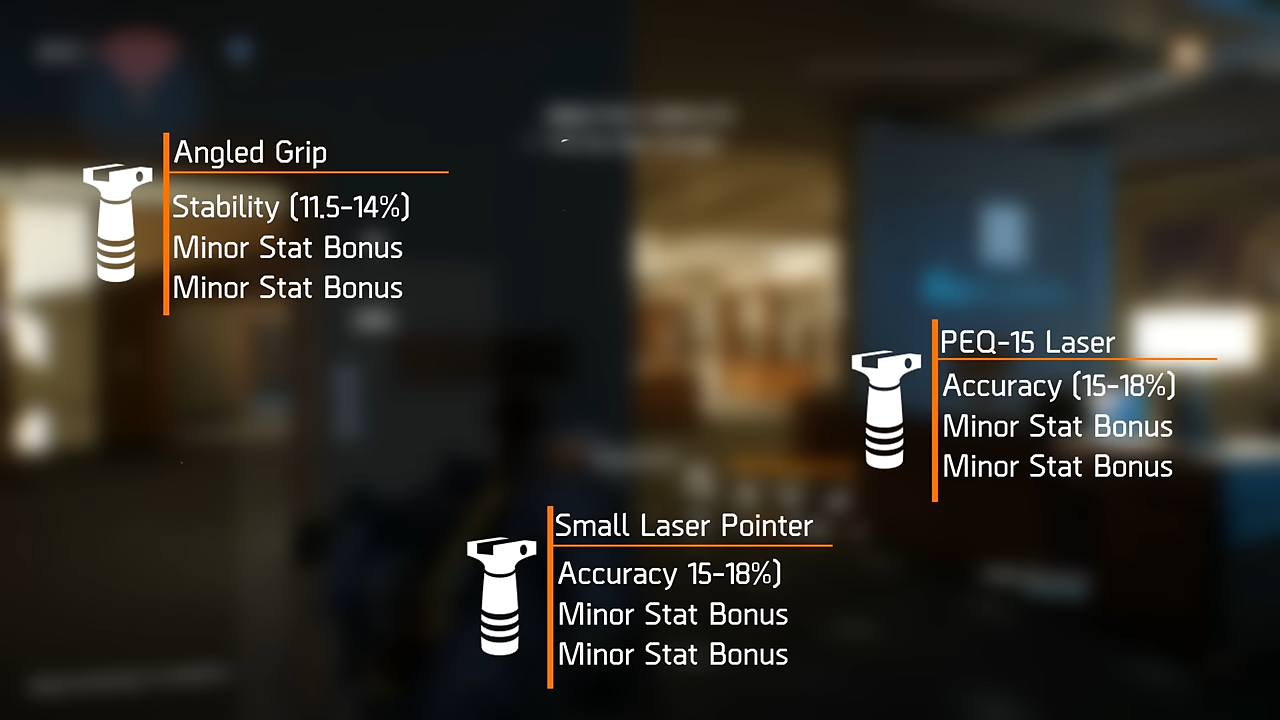 Angled Grip
Stability (11.5-14%)
Minor Stat Bonus
Minor Stat Bonus
PEQ-15 Laser
Accuracy (15-18%)
Minor Stat Bonus
Minor Stat Bonus
Small Laser Pointer
Accuracy 15-18%)
Minor Stat Bonus
Minor Stat Bonus